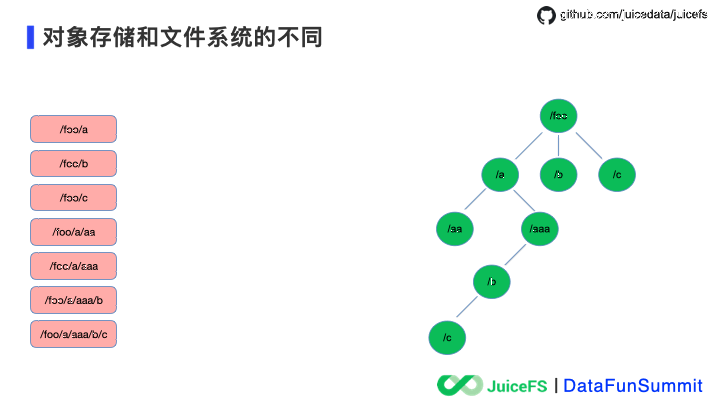 github.com/juicedata/juicefs
对象存储和文件系统的不同
/foo/a
/foo/b
/foo/c
/foo/a/aa
/foo/a/aaa
/foo/a/aaa/b
/foo/a/aaa/b/c
/foo
/a
/b
/c
/aa
/aaa
/b
/c
JuiceFS | DataFunSummit